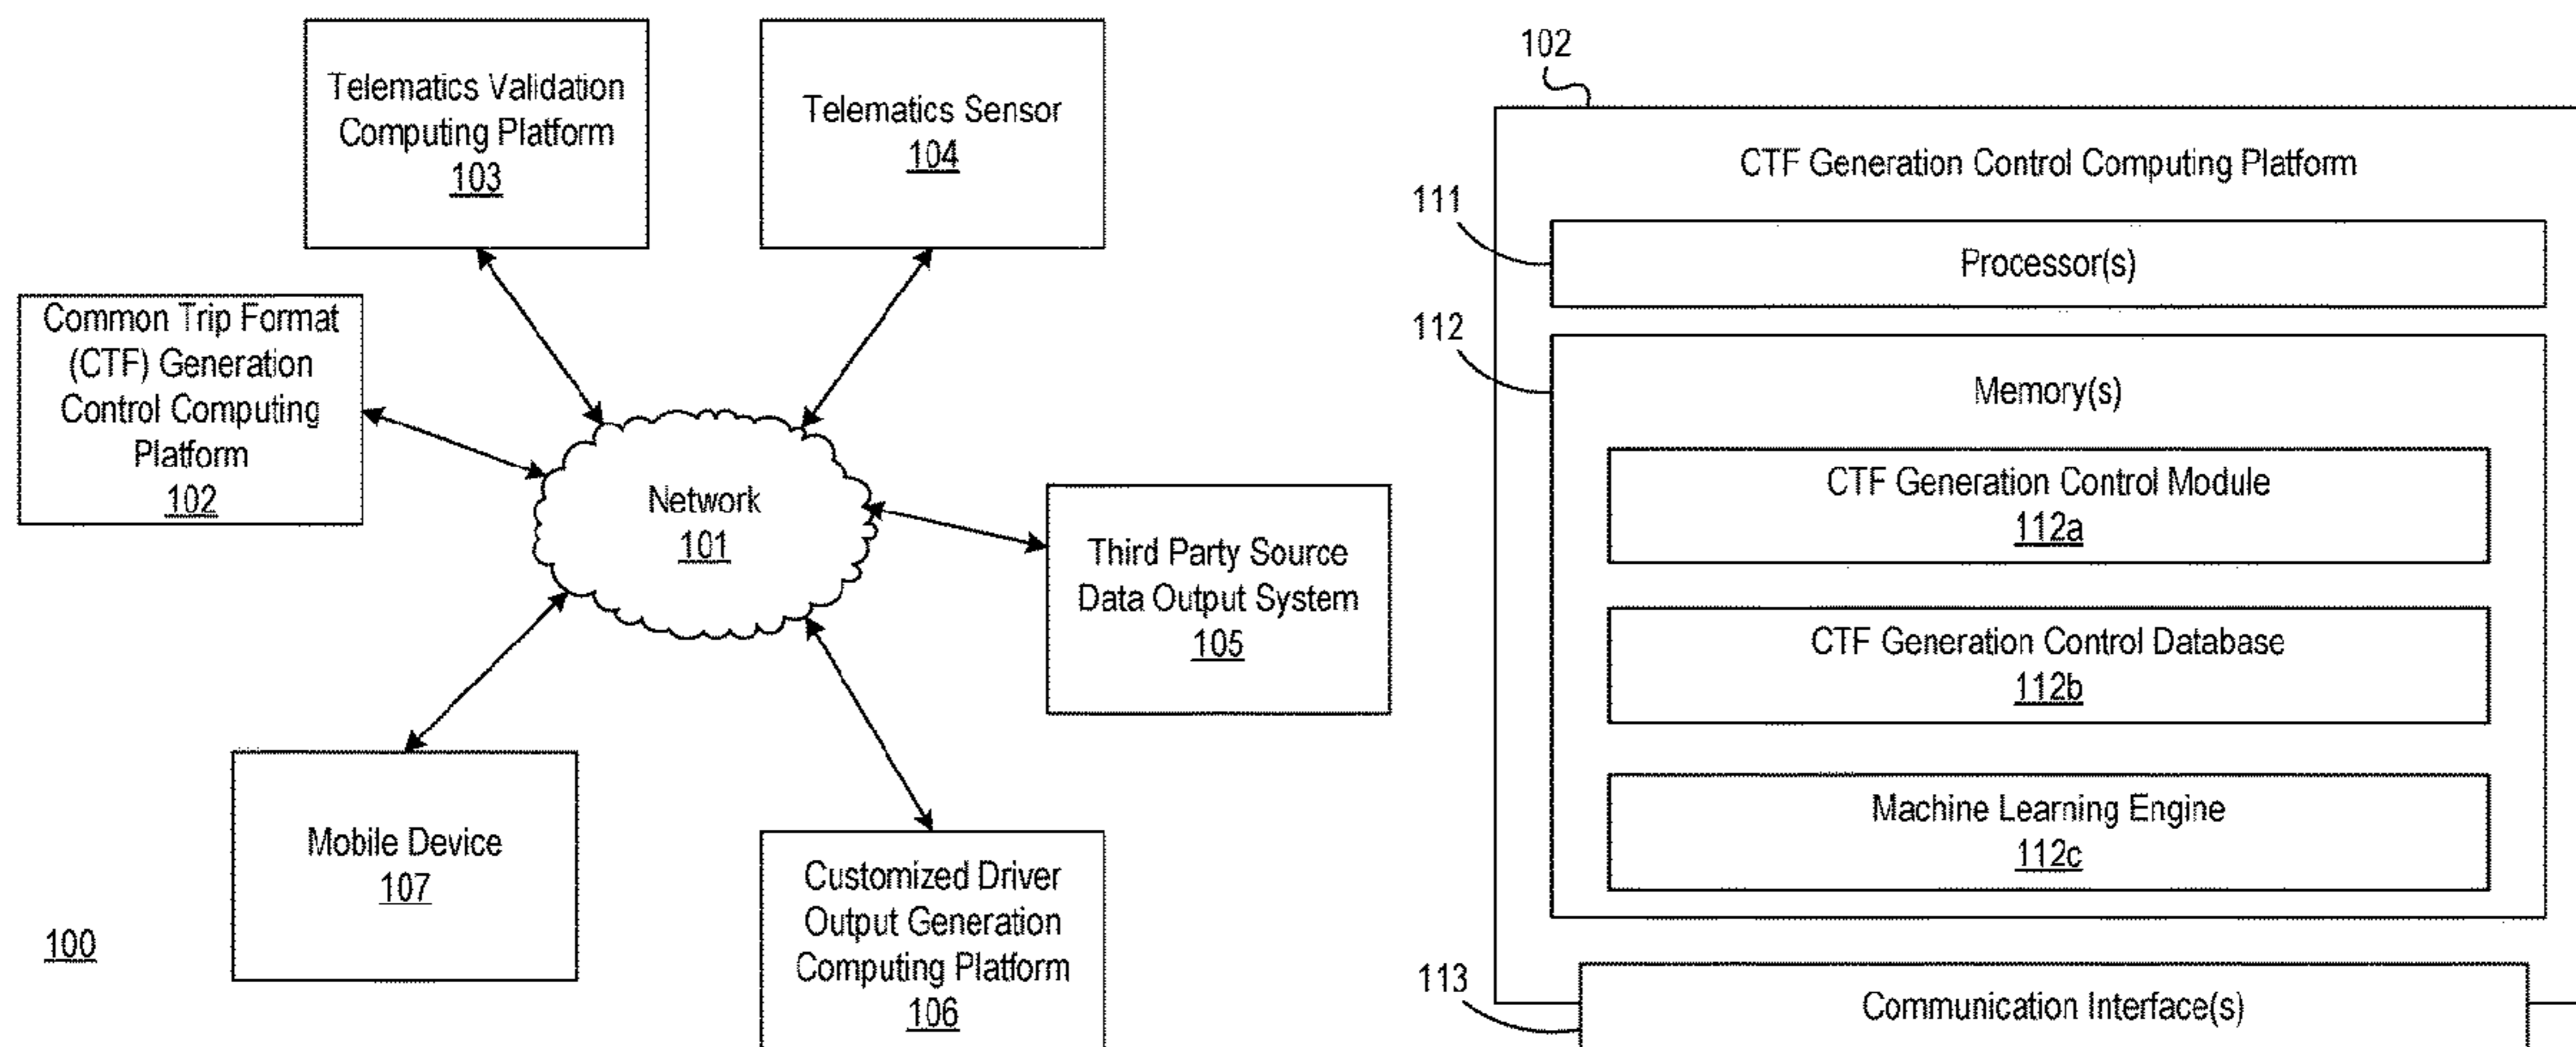 Telematics Validation
Computing Platform
103
Telematics Sensor
104
Common Trip Format
(CTF) Generation
Control Computing
Platform
102
Network
101
Third Party Source
Data Output System
105
Mobile Device
107
Customized Driver
Output Generation
Computing Platform
106
100
102
CTF Generation Control Computing Platform
111
Processor(s)
112
Memory(s)
CTF Generation Control Module
112a
CTF Generation Control Database
112b
Machine Learning Engine
112c
113
Communication Interface(s)